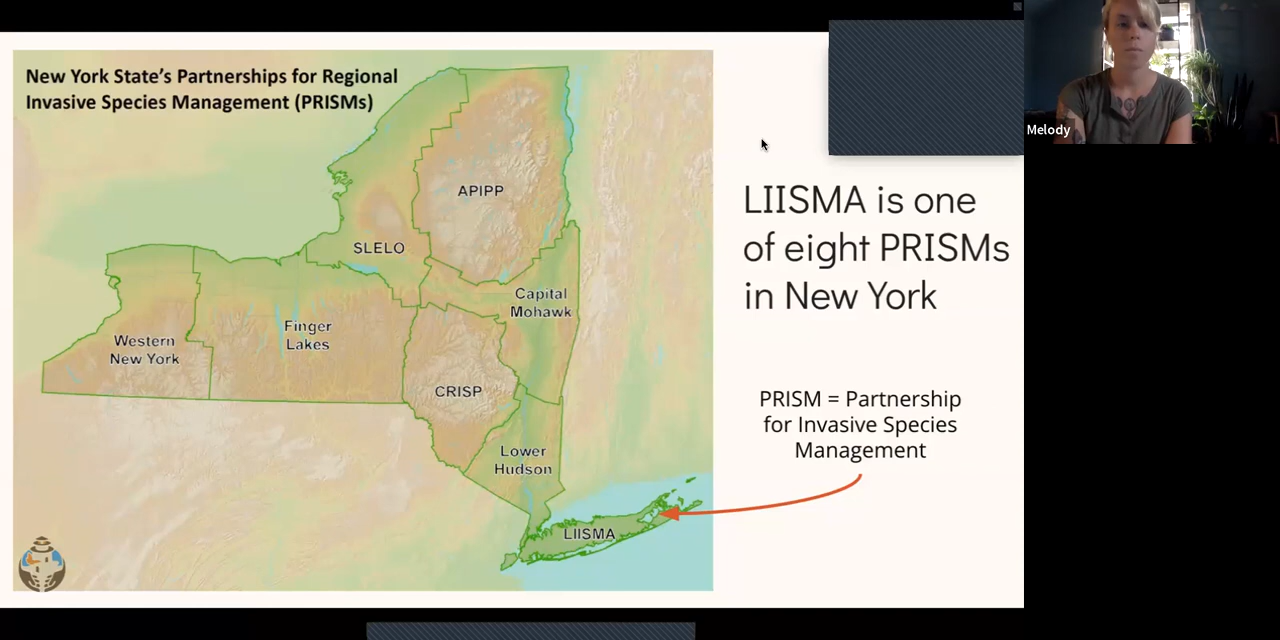 New York State's Partnerships for Regional
Invasive Species Management (PRISMs)
APIPP
SLELO
Capital
Mohawk
Finger
Lakes
Western
New York
CRISP
Lower
Hudson
LIISMA
LIISMA is one
of eight PRISMs
in New York
PRISM = Partnership
for Invasive Species
Management
Melody